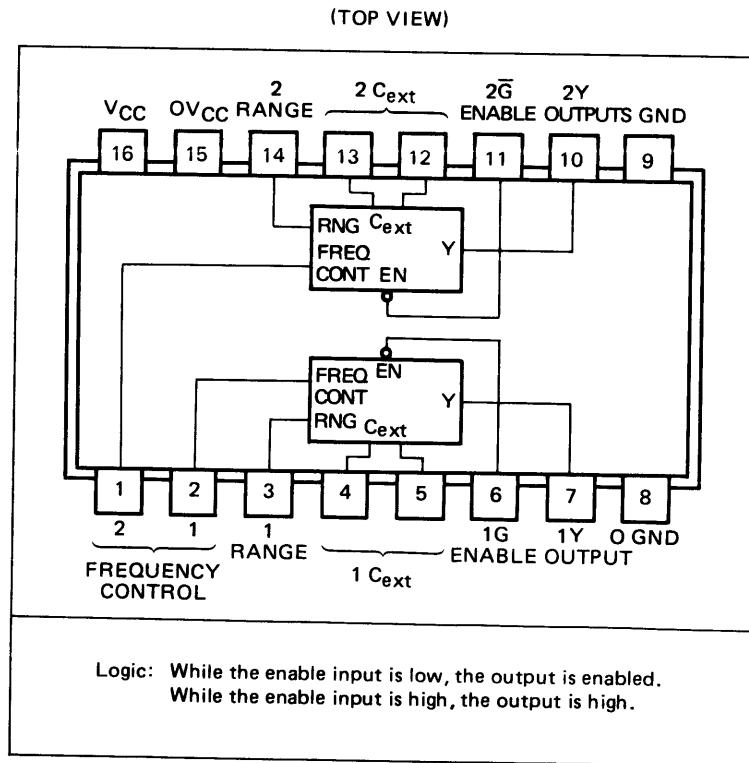 (TOP VIEW)
2 2 Cext 2G̅ 2Y
VCC OVCC RANGE ENABLE OUTPUTS GND
16 15 14 13 12 11 10 9
RNG Cext
FREQ Y
CONT EN
EN
FREQ
CONT Y
RNG Cext
1 2 3 4 5 6 7 8
2 1 1 1G 1Y O GND
RANGE ENABLE OUTPUT
FREQUENCY 1 Cext
CONTROL
Logic: While the enable input is low, the output is enabled.
While the enable input is high, the output is high.